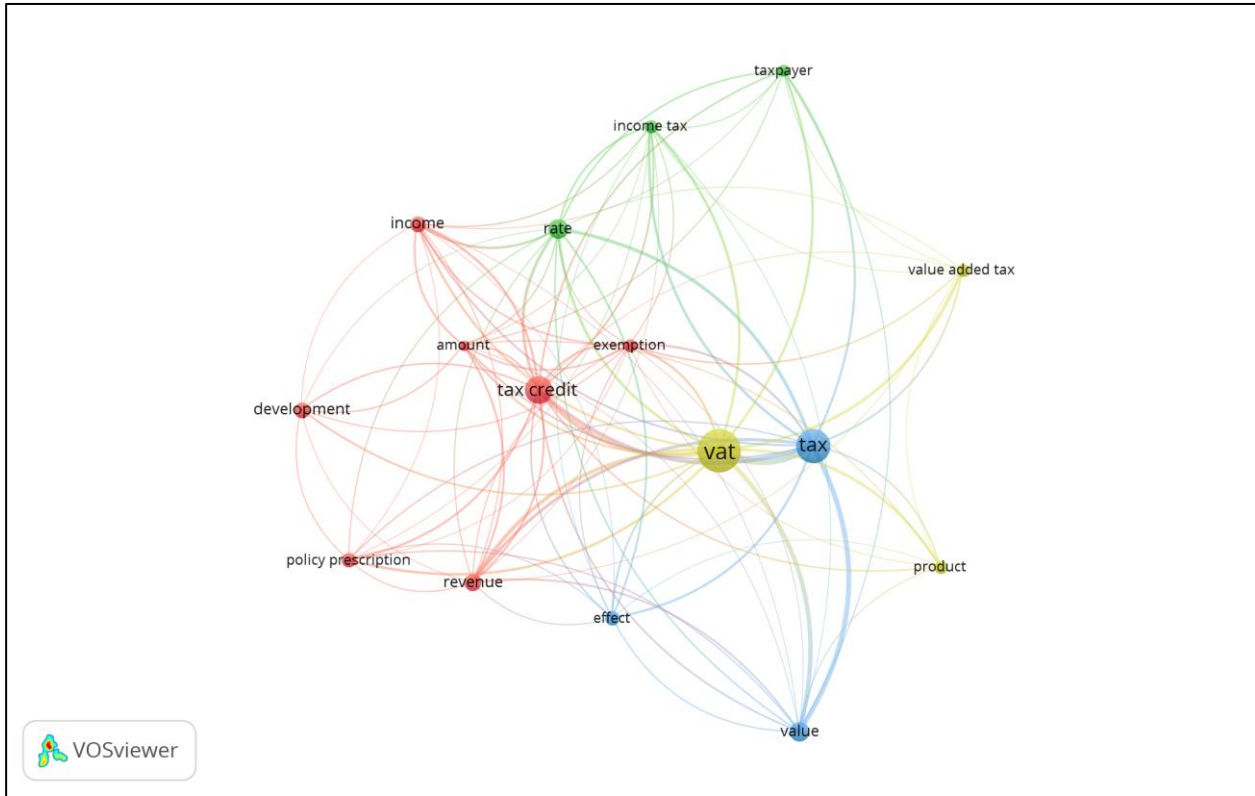 taxpayer
income tax
income
rate
value added tax
amount
exemption
tax credit
development
vat
tax
policy prescription
revenue
product
effect
value
VOSviewer